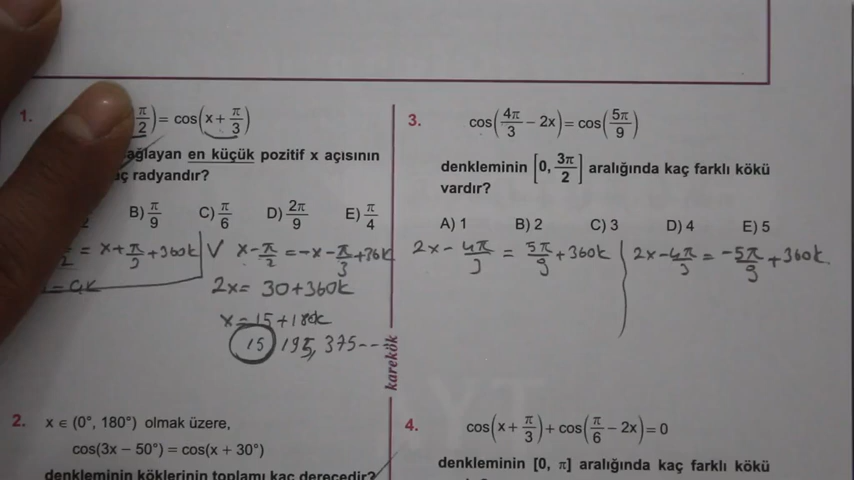 1. π/2) = cos(x + π/3)
ağlayan en küçük pozitif x açısının
aç radyandır?
B) π/9 C) π/6 D) 2π/9 E) π/4
= x + π/3 + 360k V x - π/2 = -x - π/3 + 36k
2x = 30 + 360k
x = 15 + 180k
15 195, 375 ---
2. x ∈ (0°, 180°) olmak üzere,
cos(3x - 50°) = cos(x + 30°)
denkleminin köklerinin toplamı kaç derecedir?
karekök
3. cos(4π/3 - 2x) = cos(5π/9)
denkleminin [0, 3π/2] aralığında kaç farklı kökü
vardır?
A) 1 B) 2 C) 3 D) 4 E) 5
2x - 4π/3 = 5π/9 + 360k 2x - 4π/3 = -5π/9 + 360k
4. cos(x + π/3) + cos(π/6 - 2x) = 0
denkleminin [0, π] aralığında kaç farklı kökü